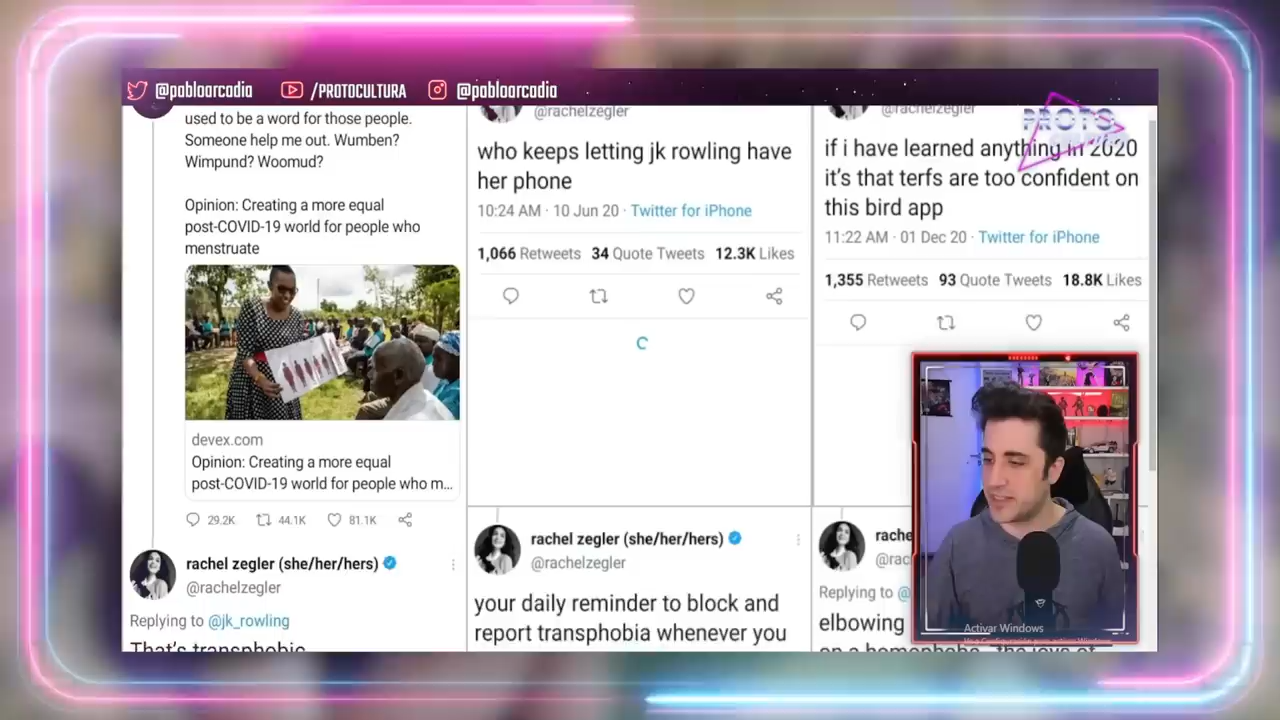 @pabloarcadia
/PROTOCULTURA
@pabloarcadia
used to be a word for those people.
Someone help me out. Wumben?
Wimpund? Woomud?
Opinion: Creating a more equal
post-COVID-19 world for people who
menstruate
devex.com
Opinion: Creating a more equal
post-COVID-19 world for people who m...
29.2K 44.1K 81.1K
rachel zegler (she/her/hers)
@rachelzegler
Replying to @jk_rowling
That's transphobic
@rachelzegler
who keeps letting jk rowling have
her phone
10:24 AM · 10 Jun 20 · Twitter for iPhone
1,066 Retweets 34 Quote Tweets 12.3K Likes
rachel zegler (she/her/hers)
@rachelzegler
your daily reminder to block and
report transphobia whenever you
@rachelzegler
PROTO
if i have learned anything in 2020
it's that terfs are too confident on
this bird app
11:22 AM · 01 Dec 20 · Twitter for iPhone
1,355 Retweets 93 Quote Tweets 18.8K Likes
rache
@rac
Replying to @
elbowing
on a homophobe the joys of
Activar Windows